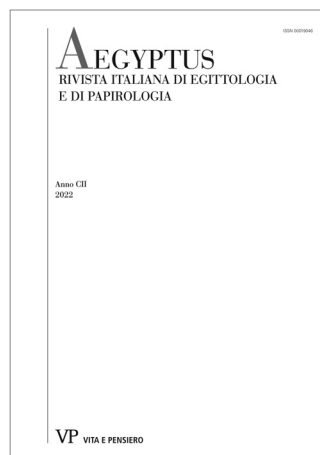 ISSN 00019046
AEGYPTUS
RIVISTA ITALIANA DI EGITTOLOGIA
E DI PAPIROLOGIA
Anno CII
2022
VP VITA E PENSIERO